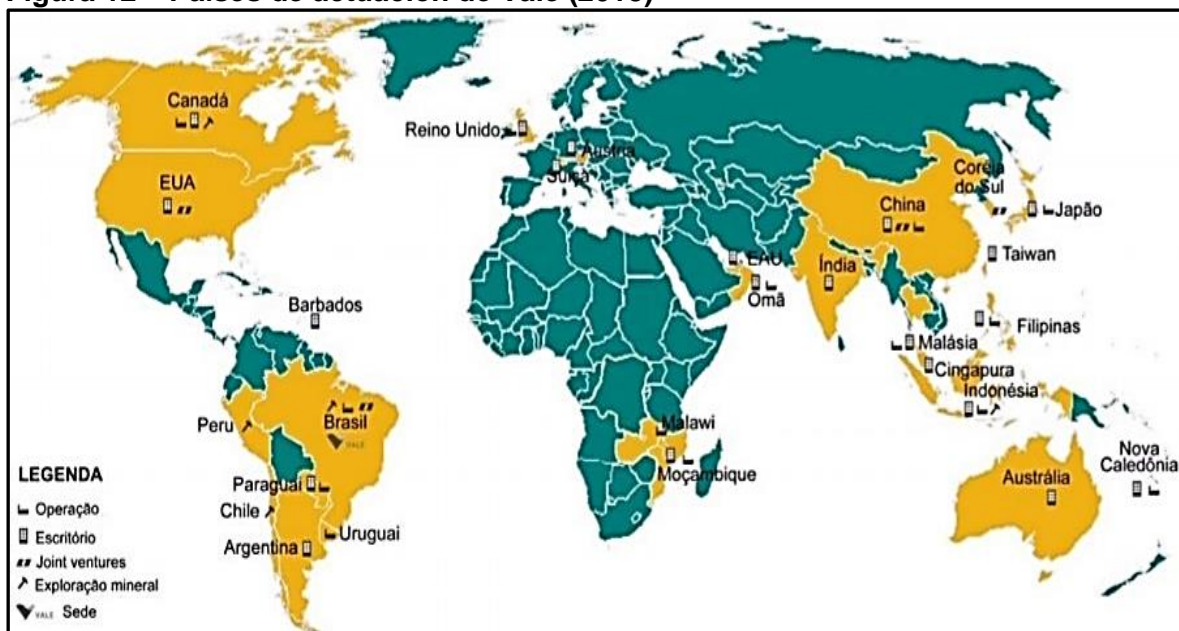 Canadá
EUA
Reino Unido
Áustria
Suíça
Coréia
do Sul
China
Japão
Taiwan
EAU
Omã
Índia
Barbados
Filipinas
Malásia
Cingapura
Indonésia
Peru
Brasil
VALE
Malawi
Moçambique
Nova
Caledônia
Austrália
Paraguai
Chile
Uruguai
Argentina
LEGENDA
Operação
Escritório
Joint ventures
Exploração mineral
VALE Sede